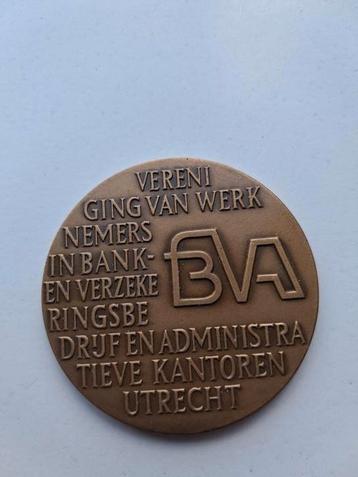 VERENI
GING VAN WERK
NEMERS
IN BANK-
EN VERZEKE
RINGSBE
BVA
DRIJF EN ADMINISTRA
TIEVE KANTOREN
UTRECHT